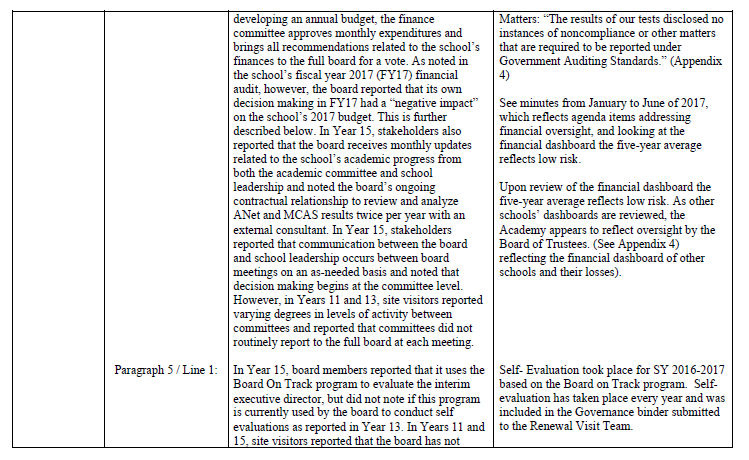 developing an annual budget, the finance
committee approves monthly expenditures and
brings all recommendations related to the school's
finances to the full board for a vote. As noted in
the school's fiscal year 2017 (FY17) financial
audit, however, the board reported that its own
decision making in FY17 had a “negative impact”
on the school's 2017 budget. This is further
described below. In Year 15, stakeholders also
reported that the board receives monthly updates
related to the school's academic progress from
both the academic committee and school
leadership and noted the board's ongoing
contractual relationship to review and analyze
ANet and MCAS results twice per year with an
external consultant. In Year 15, stakeholders
reported that communication between the board
and school leadership occurs between board
meetings on an as-needed basis and noted that
decision making begins at the committee level.
However, in Years 11 and 13, site visitors reported
varying degrees in levels of activity between
committees and reported that committees did not
routinely report to the full board at each meeting.
Matters: “The results of our tests disclosed no
instances of noncompliance or other matters
that are required to be reported under
Government Auditing Standards.” (Appendix
4)
See minutes from January to June of 2017,
which reflects agenda items addressing
financial oversight, and looking at the
financial dashboard the five-year average
reflects low risk.
Upon review of the financial dashboard the
five-year average reflects low risk. As other
schools' dashboards are reviewed, the
Academy appears to reflect oversight by the
Board of Trustees. (See Appendix 4)
reflecting the financial dashboard of other
schools and their losses).
Paragraph 5 / Line 1:
In Year 15, board members reported that it uses the
Board On Track program to evaluate the interim
executive director, but did not note if this program
is currently used by the board to conduct self
evaluations as reported in Year 13. In Years 11 and
15, site visitors reported that the board has not
Self- Evaluation took place for SY 2016-2017
based on the Board on Track program. Self-
evaluation has taken place every year and was
included in the Governance binder submitted
to the Renewal Visit Team.